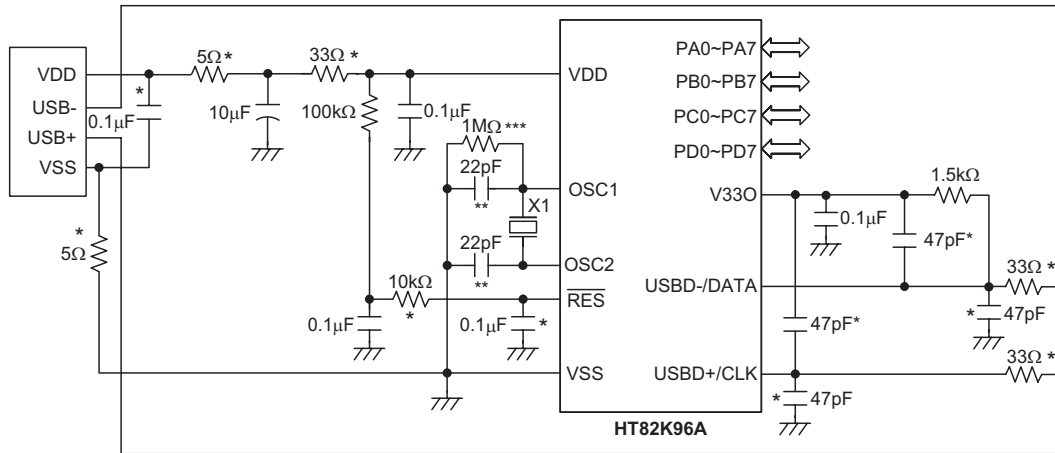 VDD
USB-
USB+
VSS
*
0.1μF
5Ω *
10μF
33Ω *
100kΩ
0.1μF
1MΩ ***
22pF
**
X1
22pF
**
*
5Ω
10kΩ
*
0.1μF
0.1μF
*
VDD
OSC1
OSC2
RES
VSS
PA0~PA7
PB0~PB7
PC0~PC7
PD0~PD7
V33O
USBD-/DATA
USBD+/CLK
HT82K96A
0.1μF
1.5kΩ
47pF*
47pF*
33Ω *
*
47pF
33Ω *
*
47pF